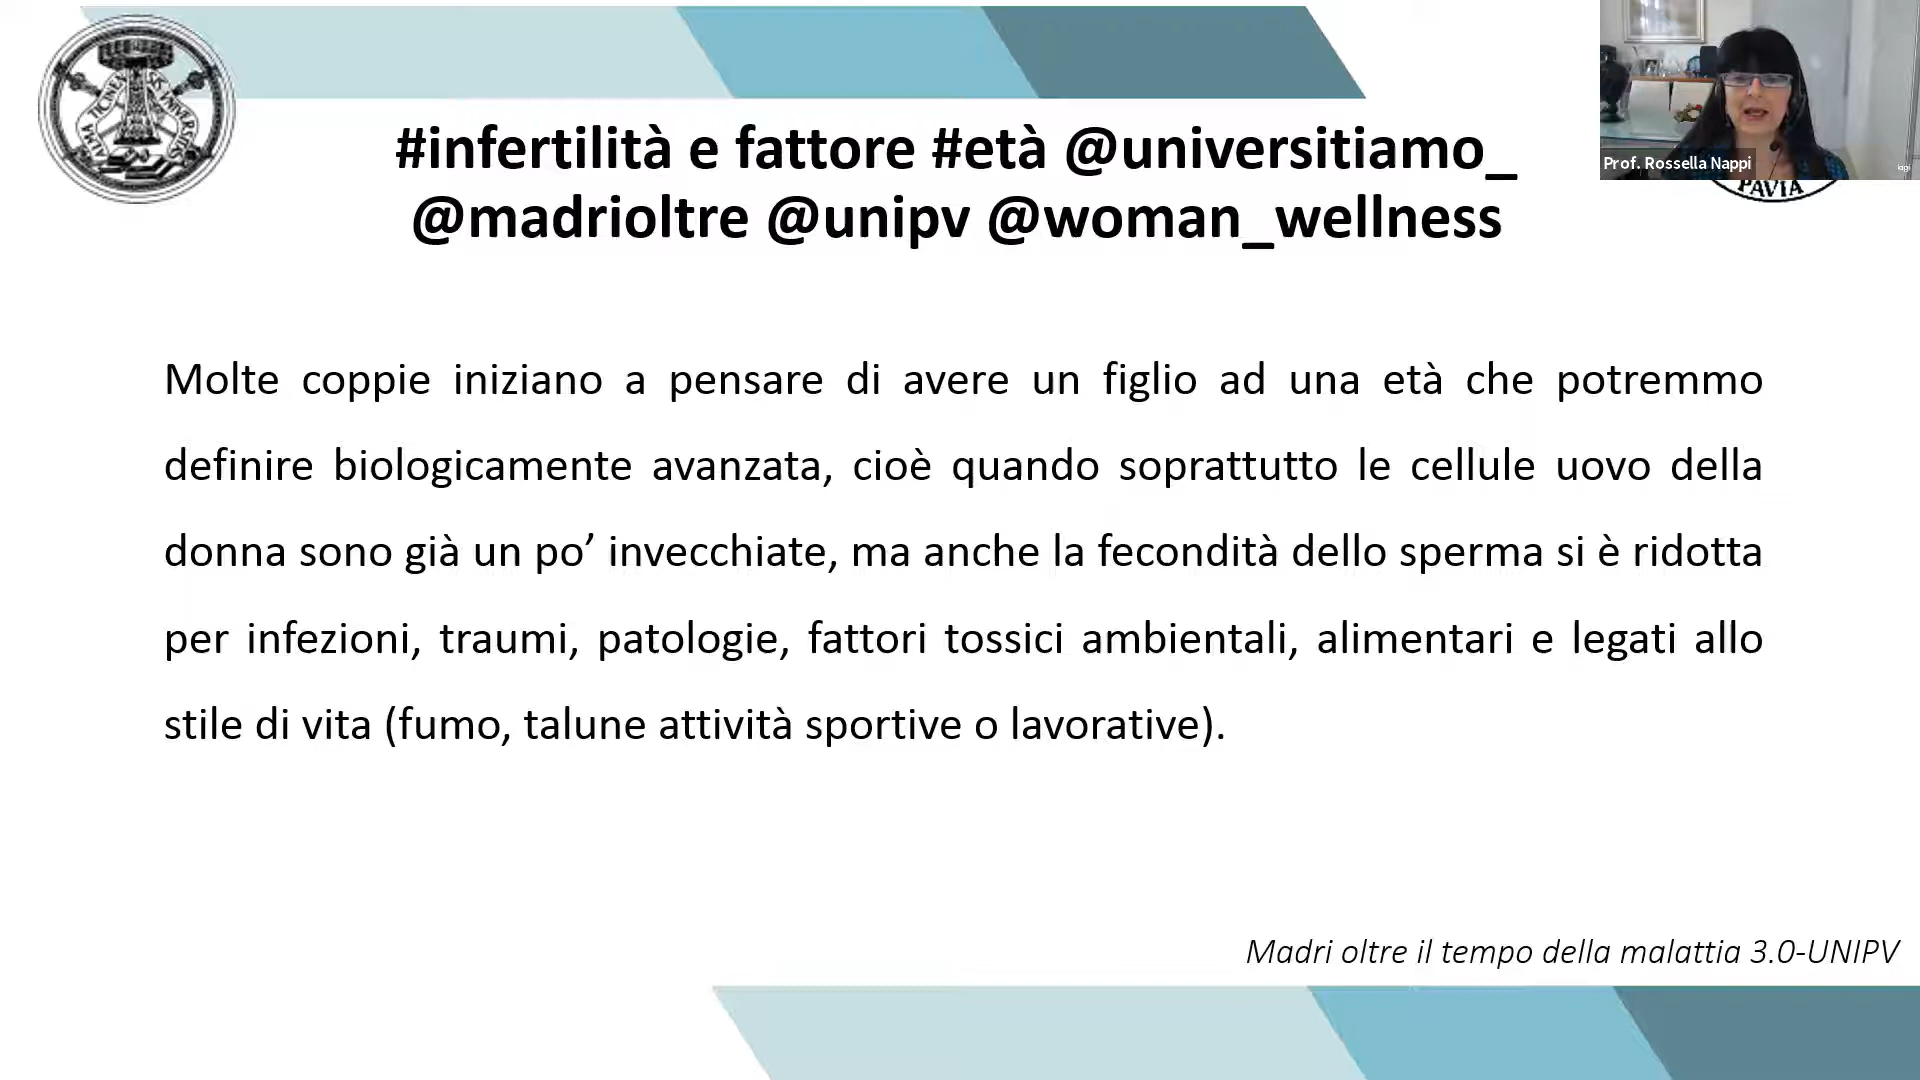 #infertilità e fattore #età @universitiamo_
@madrioltre @unipv @woman_wellness
Prof. Rossella Nappi
PAVIA
Molte coppie iniziano a pensare di avere un figlio ad una età che potremmo
definire biologicamente avanzata, cioè quando soprattutto le cellule uovo della
donna sono già un po’ invecchiate, ma anche la fecondità dello sperma si è ridotta
per infezioni, traumi, patologie, fattori tossici ambientali, alimentari e legati allo
stile di vita (fumo, talune attività sportive o lavorative).
Madri oltre il tempo della malattia 3.0-UNIPV